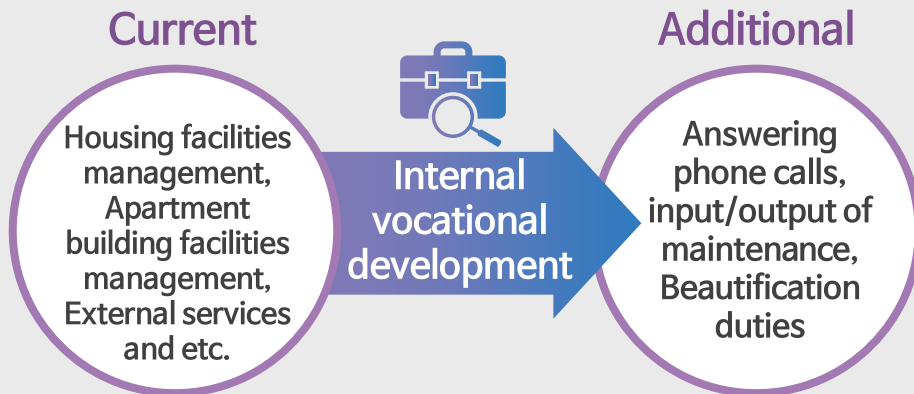 Current
Housing facilities
management,
Apartment
building facilities
management,
External services
and etc.
Internal
vocational
development
Additional
Answering
phone calls,
input/output of
maintenance,
Beautification
duties